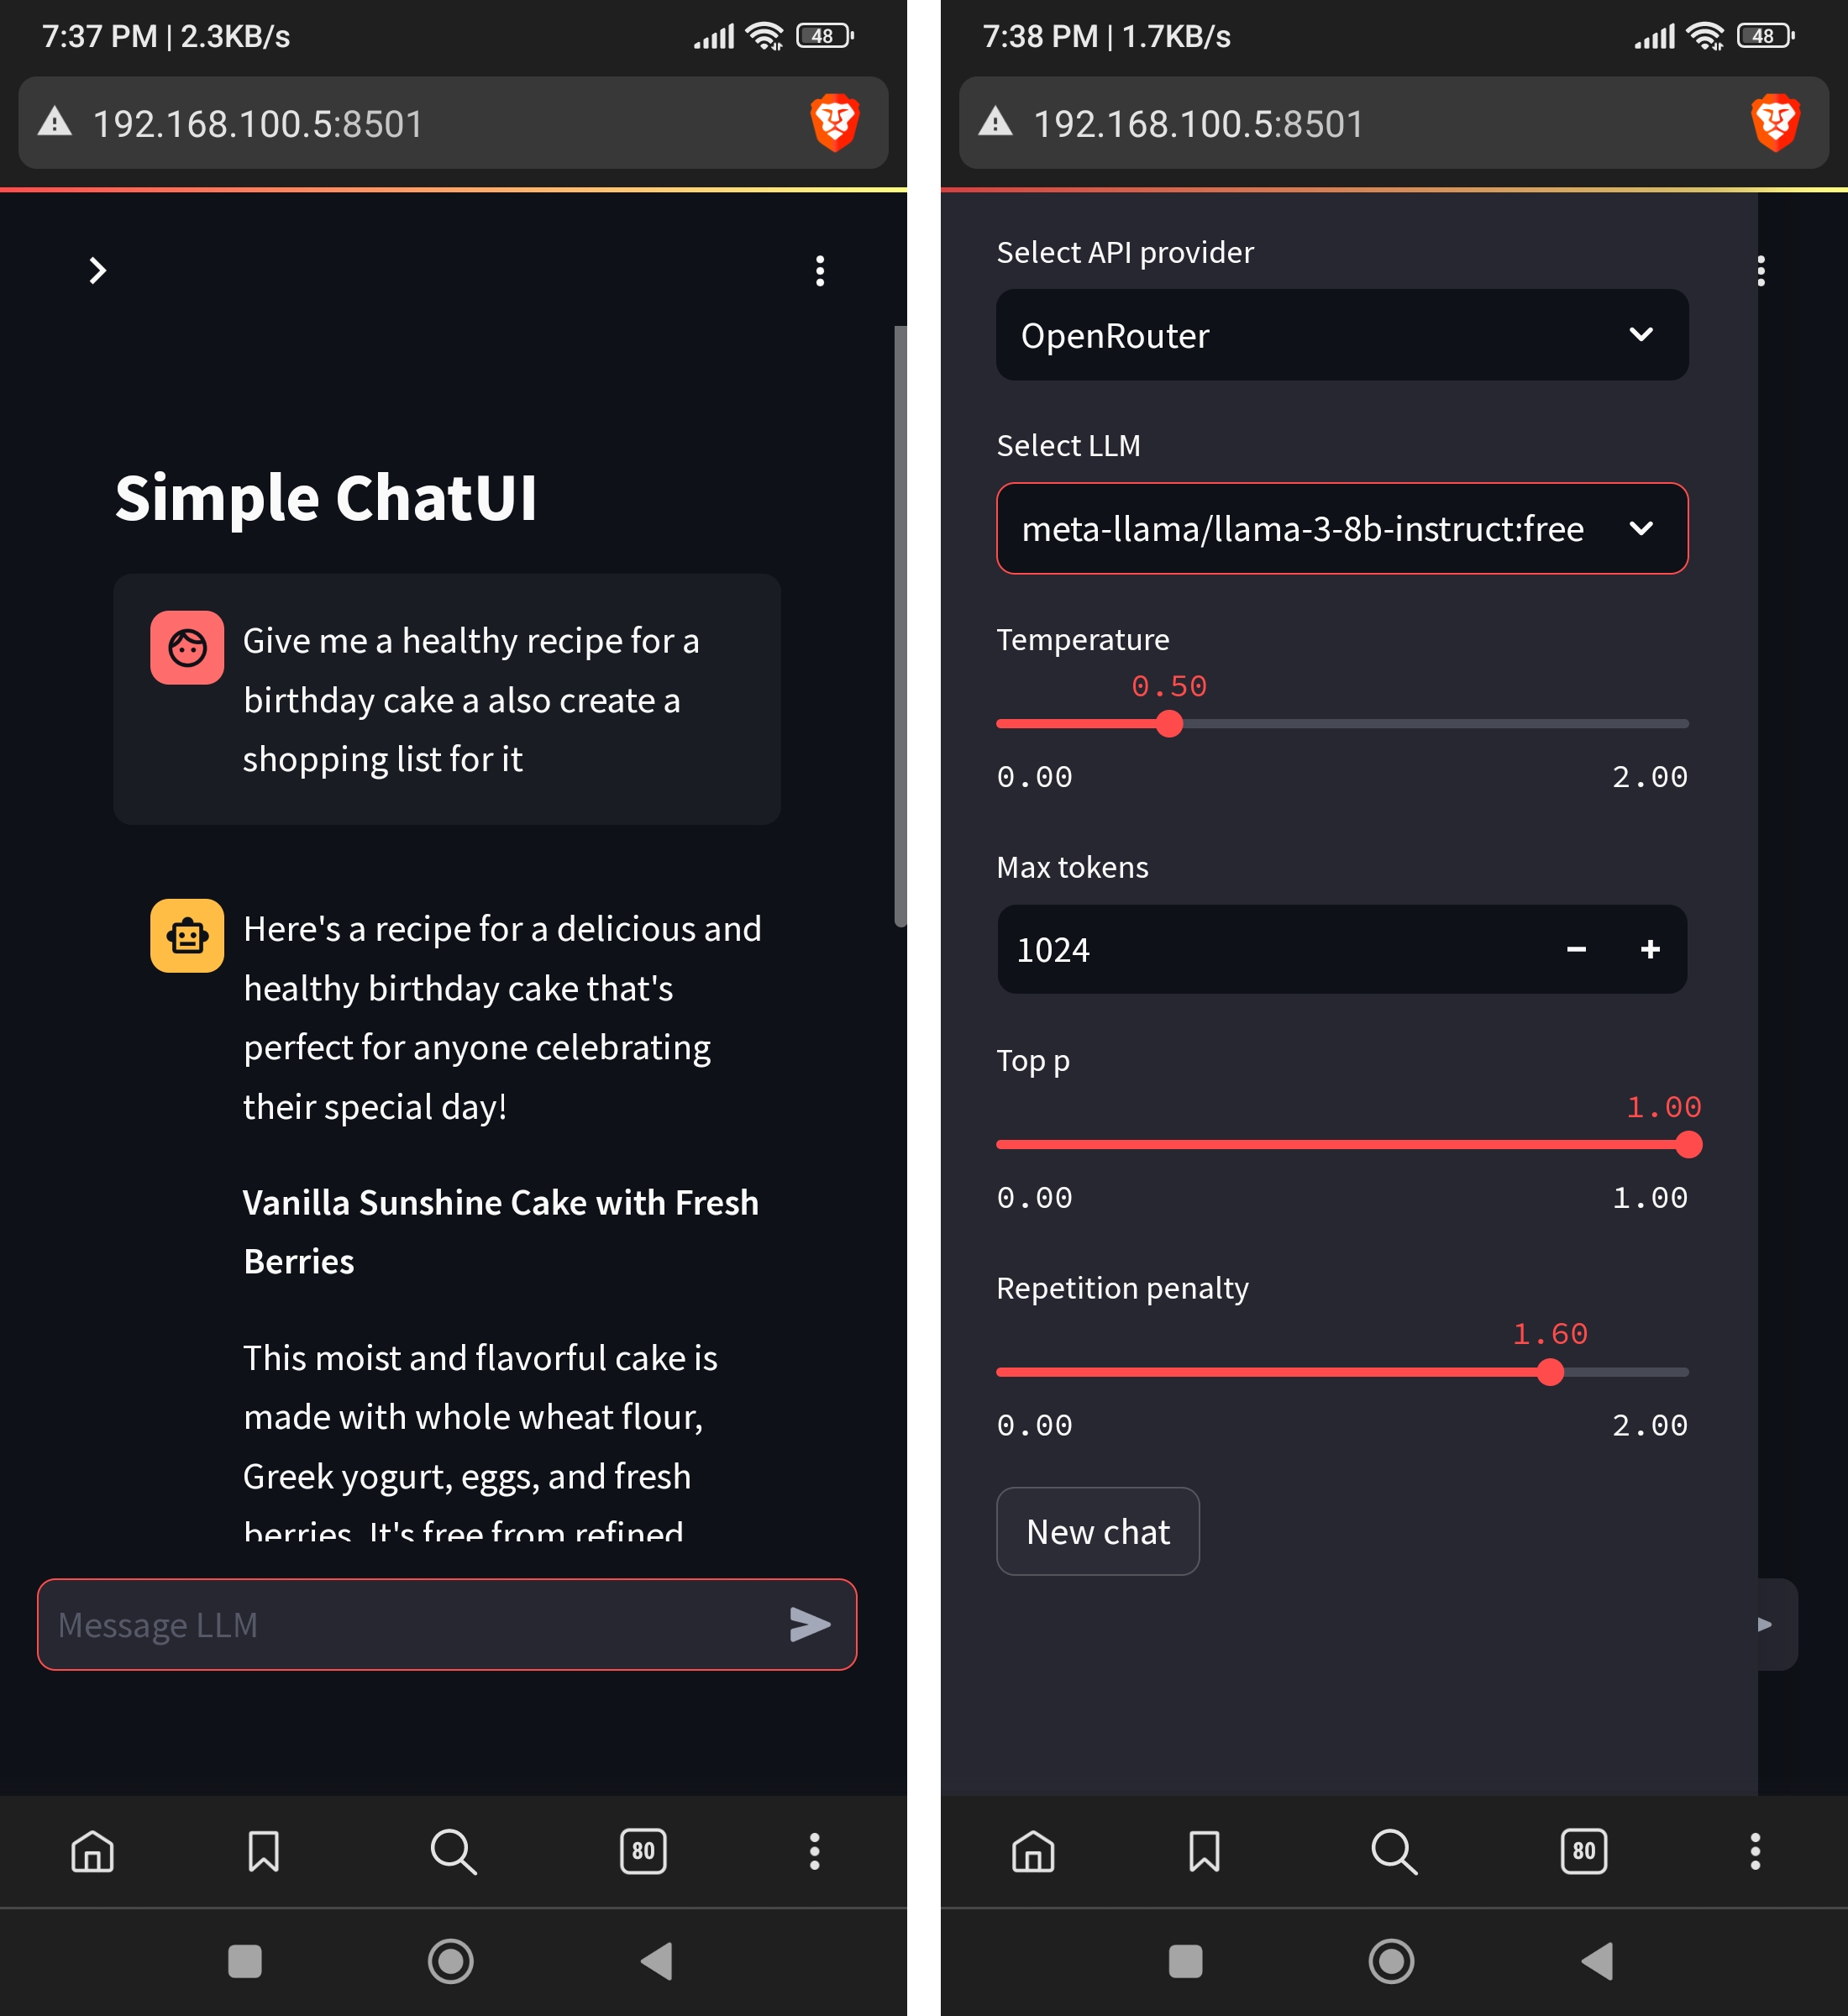 7:37 PM | 2.3KB/s
48
192.168.100.5:8501
Simple ChatUI
Give me a healthy recipe for a
birthday cake a also create a
shopping list for it
Here's a recipe for a delicious and
healthy birthday cake that's
perfect for anyone celebrating
their special day!
Vanilla Sunshine Cake with Fresh
Berries
This moist and flavorful cake is
made with whole wheat flour,
Greek yogurt, eggs, and fresh
berries. It's free from refined
Message LLM
80
7:38 PM | 1.7KB/s
48
192.168.100.5:8501
Select API provider
OpenRouter
Select LLM
meta-llama/llama-3-8b-instruct:free
Temperature
0.50
0.00 2.00
Max tokens
1024
Top p
1.00
0.00 1.00
Repetition penalty
1.60
0.00 2.00
New chat
80